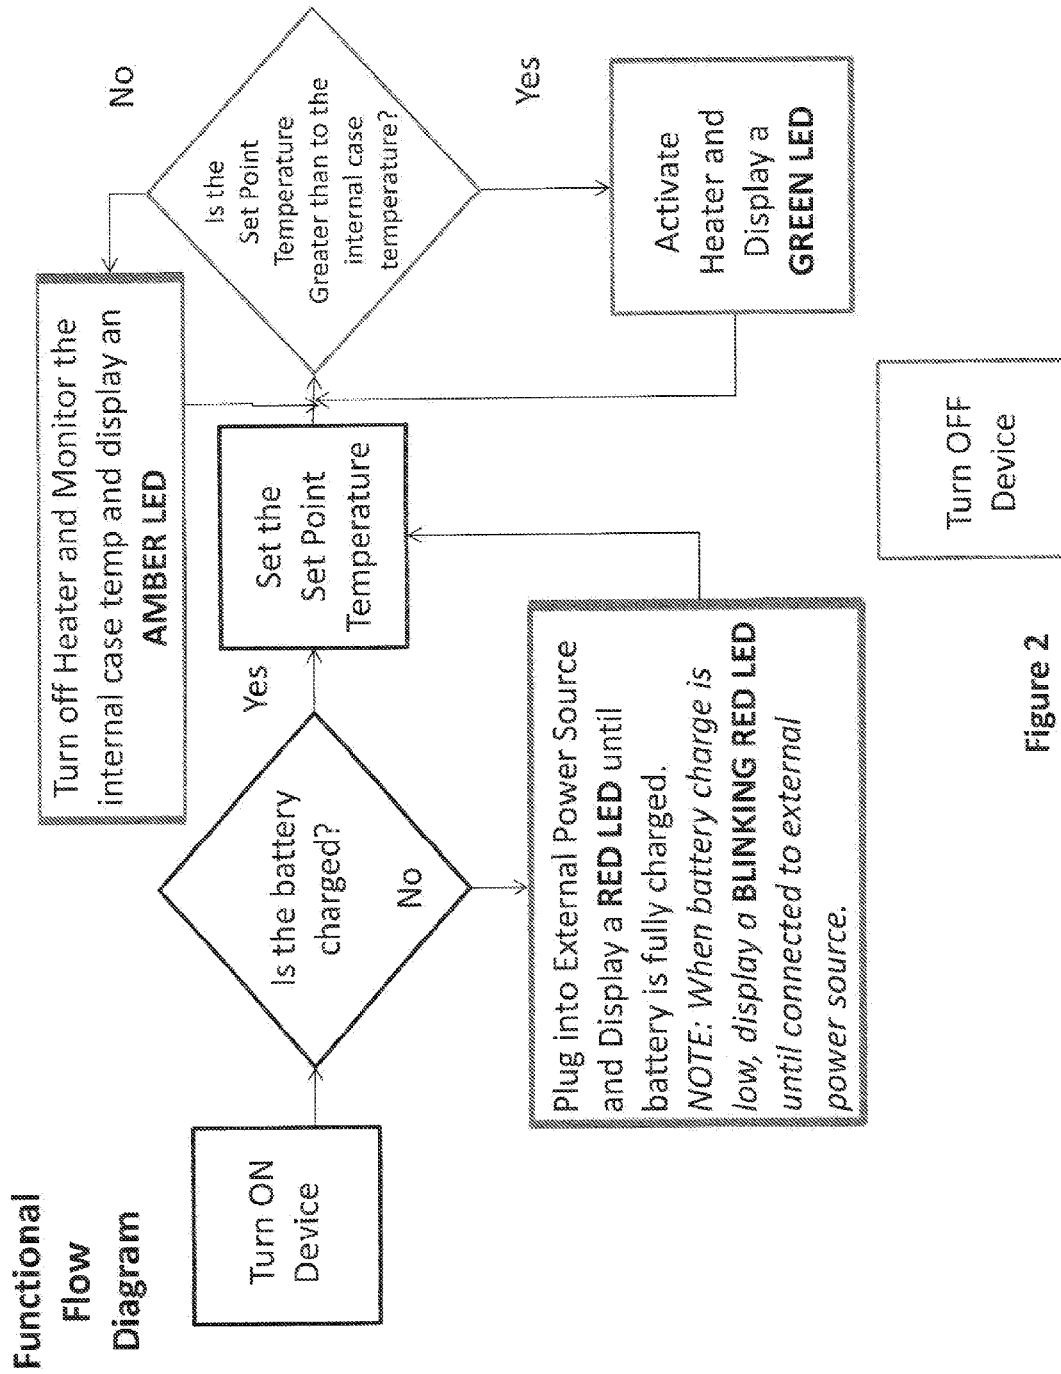 Functional
Flow
Diagram
Turn ON
Device
Is the battery
charged?
Yes
No
Plug into External Power Source
and Display a RED LED until
battery is fully charged.
NOTE: When battery charge is
low, display a BLINKING RED LED
until connected to external
power source.
Set the
Set Point
Temperature
Turn off Heater and Monitor the
internal case temp and display an
AMBER LED
Is the
Set Point
Temperature
Greater than to the
internal case
temperature?
No
Yes
Activate
Heater and
Display a
GREEN LED
Turn OFF
Device
Figure 2